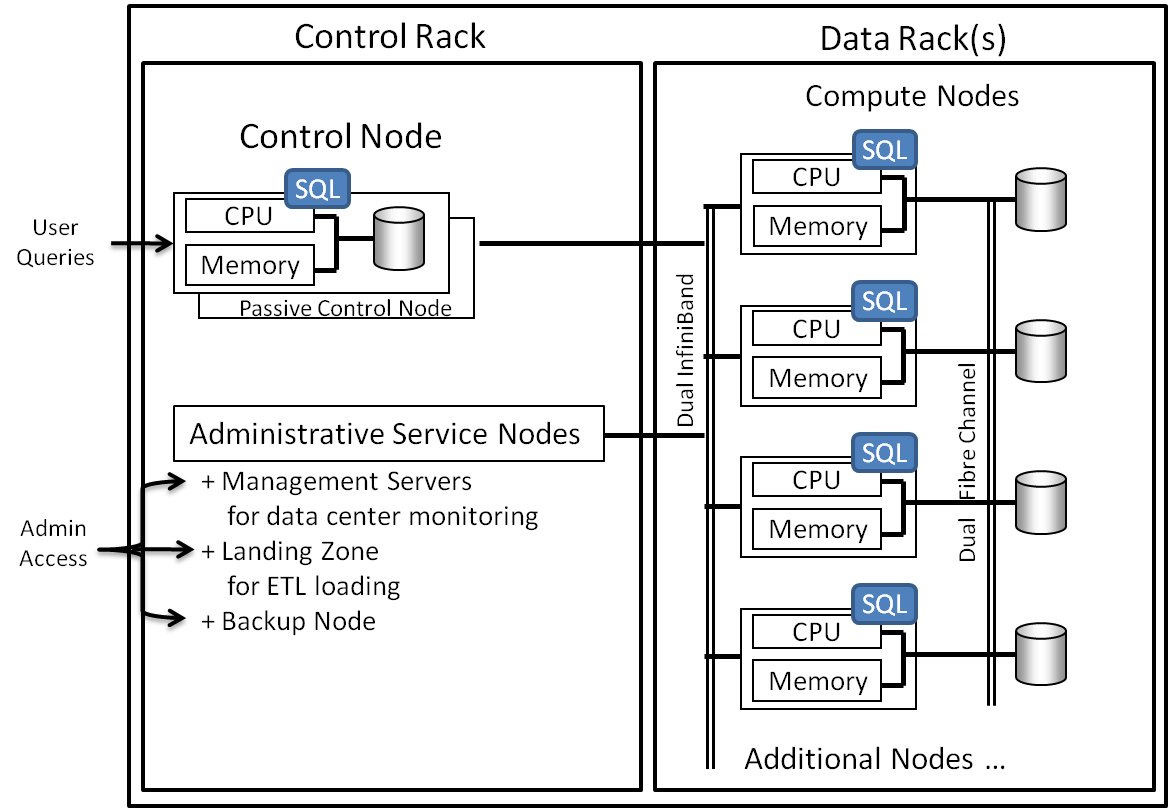 Control Rack
Data Rack(s)
Compute Nodes
Control Node
SQL
CPU
Memory
Passive Control Node
User
Queries
Administrative Service Nodes
+ Management Servers
for data center monitoring
+ Landing Zone
for ETL loading
+ Backup Node
Admin
Access
Dual InfiniBand
SQL
CPU
Memory
SQL
CPU
Memory
SQL
CPU
Memory
SQL
CPU
Memory
Dual Fibre Channel
Additional Nodes ...